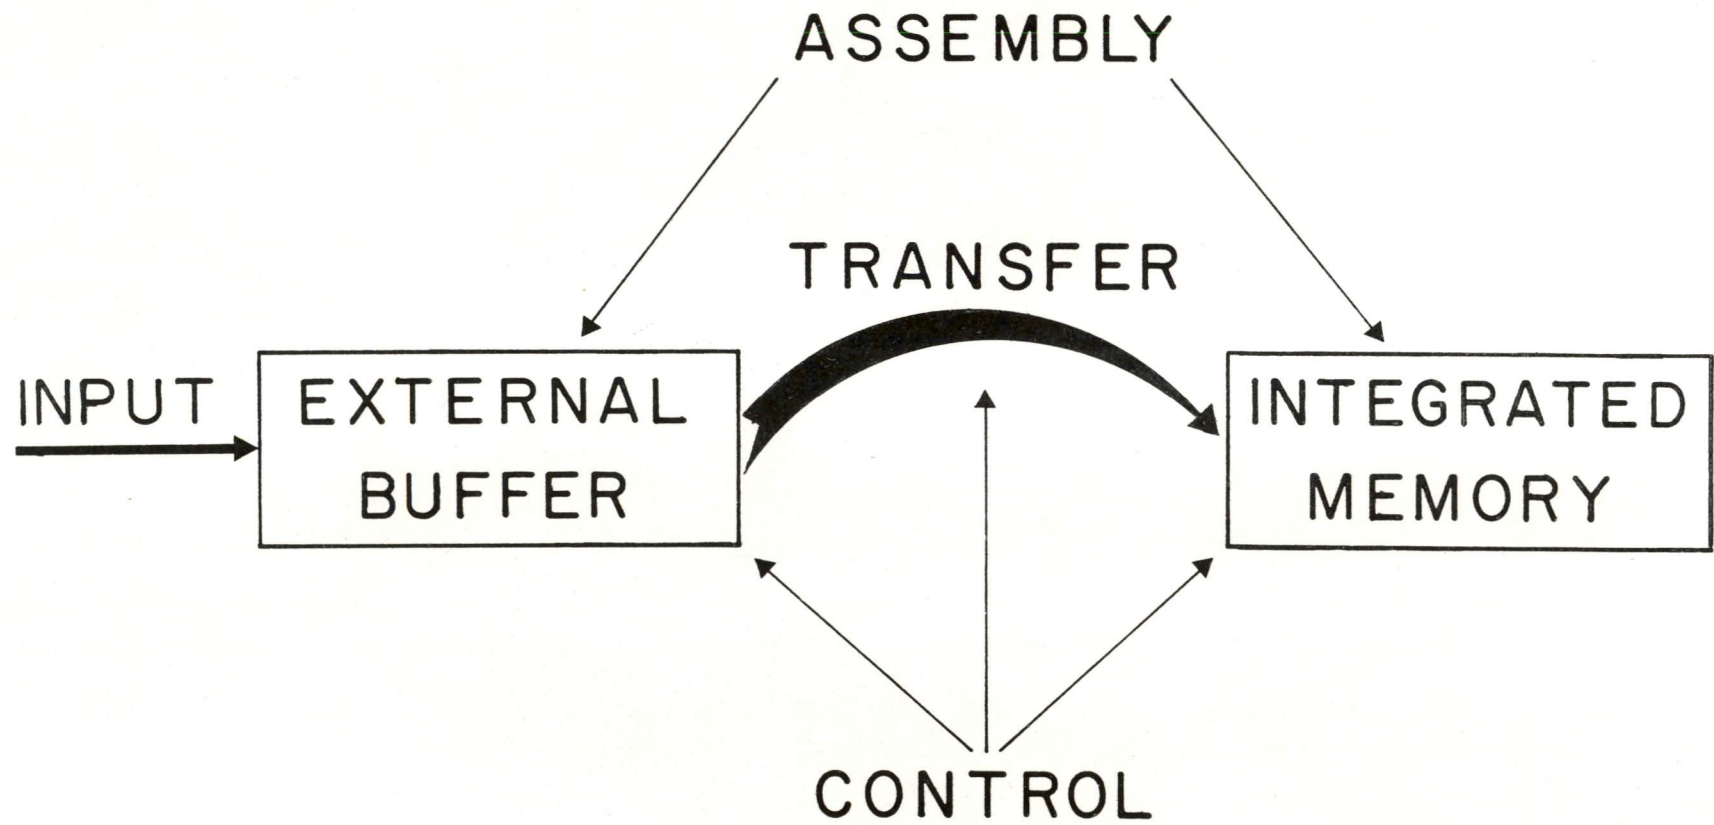 ASSEMBLY
TRANSFER
INPUT
EXTERNAL
BUFFER
INTEGRATED
MEMORY
CONTROL